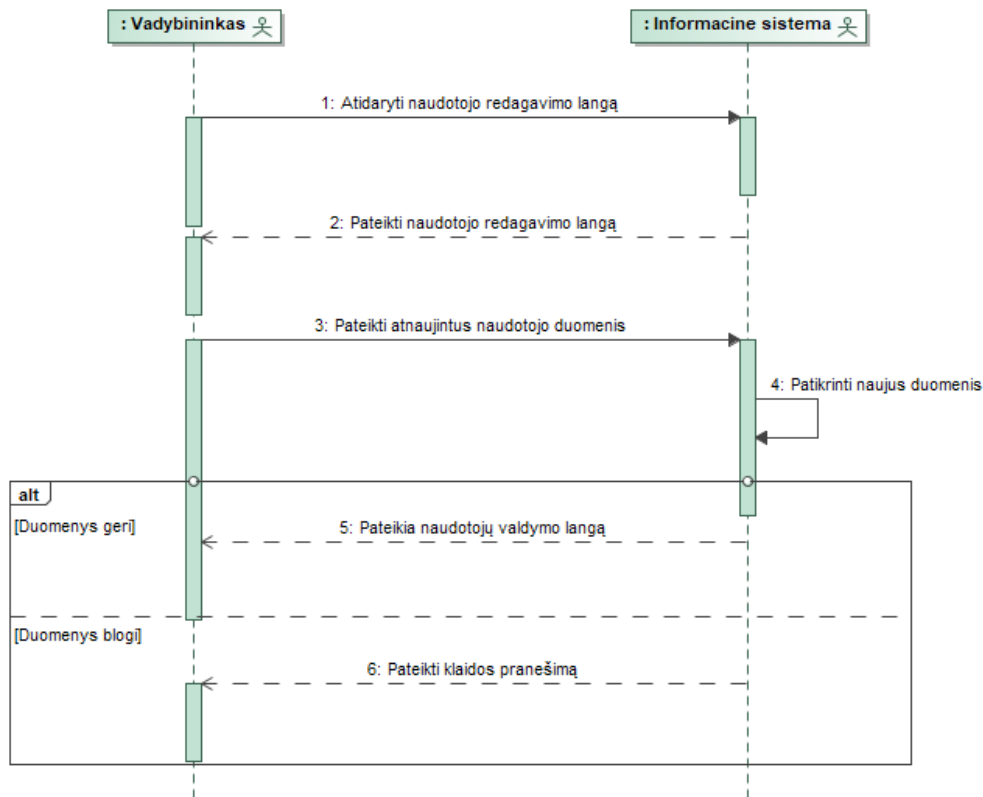 : Vadybininkas
: Informacine sistema
1: Atidaryti naudotojo redagavimo langą
2: Pateikti naudotojo redagavimo langą
3: Pateikti atnaujintus naudotojo duomenis
4: Patikrinti naujus duomenis
alt
[Duomenys geri]
5: Pateikia naudotojų valdymo langą
[Duomenys blogi]
6: Pateikti klaidos pranešimą